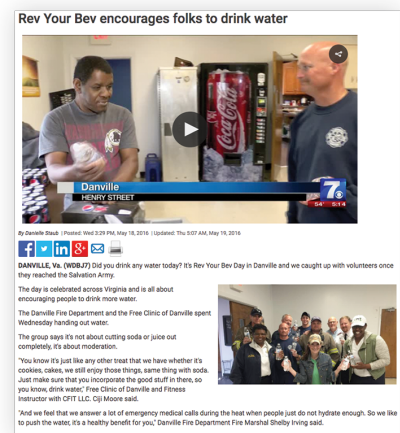 Rev Your Bev encourages folks to drink water
Coca-Cola
Danville
HENRY STREET
7
54° 5:14
By Danielle Staub | Posted: Wed 3:29 PM, May 18, 2016 | Updated: Thu 5:07 AM, May 19, 2016
DANVILLE, Va. (WDBJ7) Did you drink any water today? It's Rev Your Bev Day in Danville and we caught up with volunteers once
they reached the Salvation Army.
The day is celebrated across Virginia and is all about
encouraging people to drink more water.
The Danville Fire Department and the Free Clinic of Danville spent
Wednesday handing out water.
The group says it's not about cutting soda or juice out
completely, it's about moderation.
"You know it's just like any other treat that we have whether it's
cookies, cakes, we still enjoy those things, same thing with soda.
Just make sure that you incorporate the good stuff in there, so
you know, drink water," Free Clinic of Danville and Fitness
Instructor with CFIT LLC. Ciji Moore said.
"And we feel that we answer a lot of emergency medical calls during the heat when people just do not hydrate enough. So we like
to push the water, it's a healthy benefit for you," Danville Fire Department Fire Marshal Shelby Irving said.